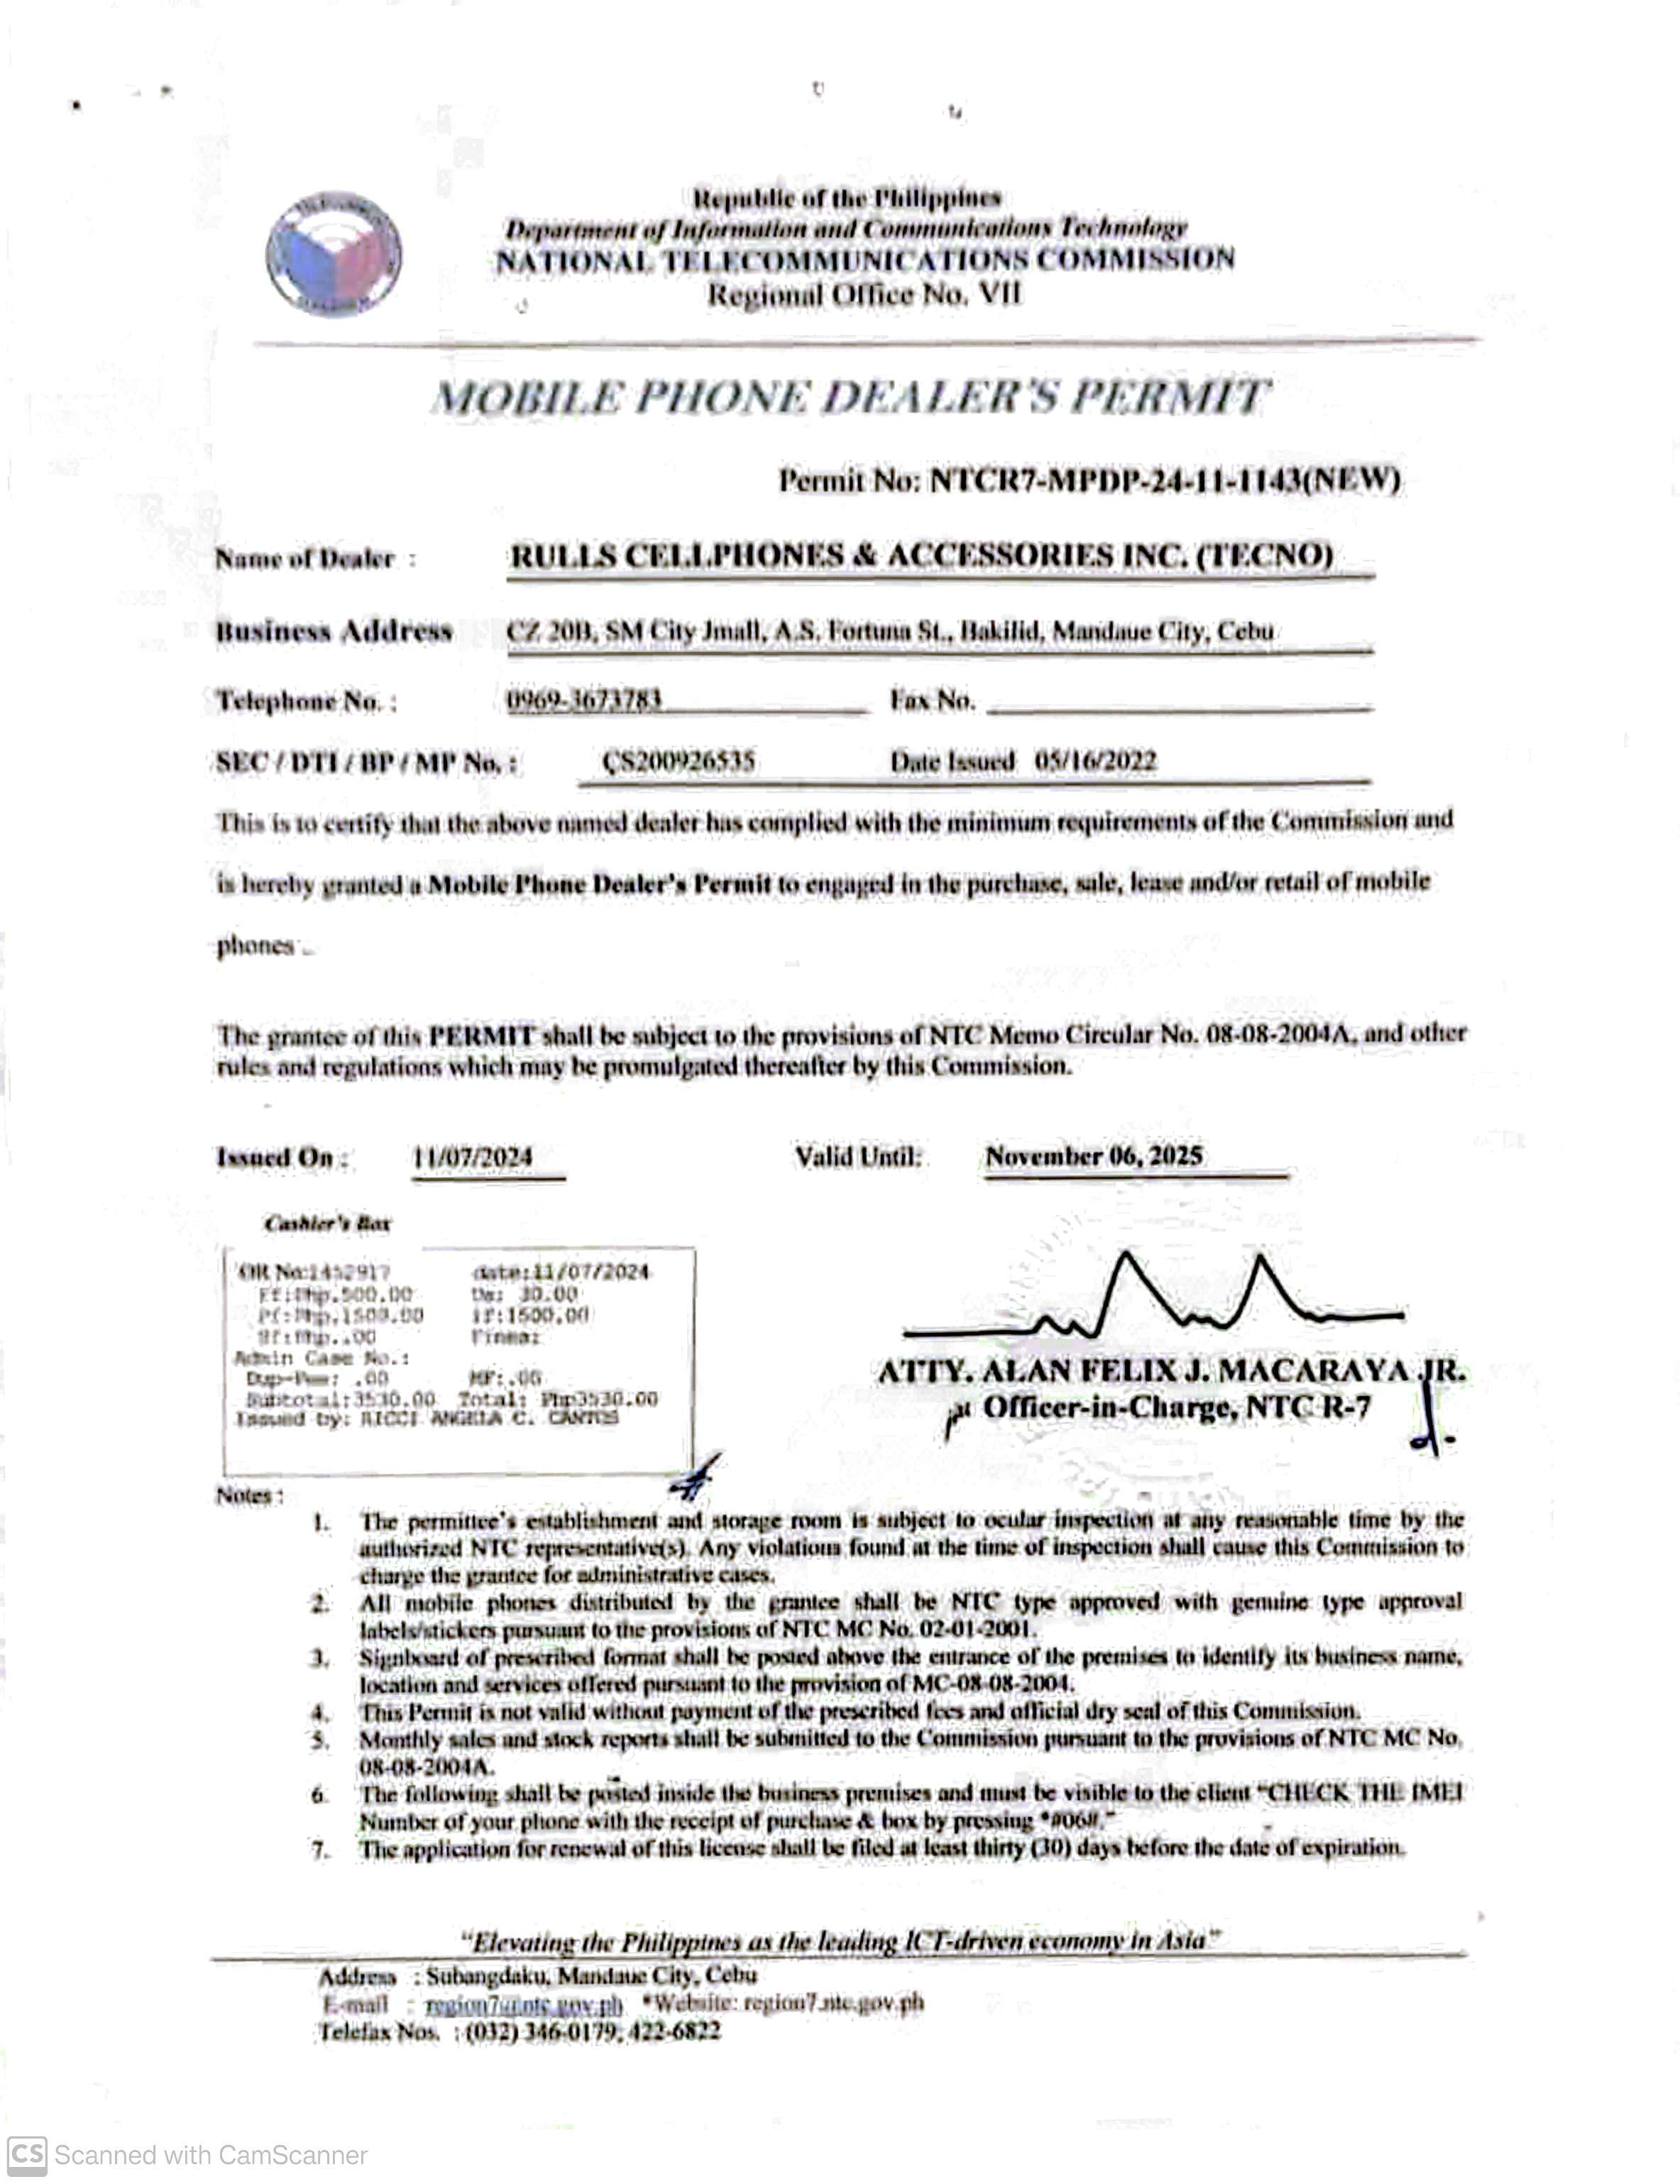 Republic of the Philippines
Department of Information and Communications Technology
NATIONAL TELECOMMUNICATIONS COMMISSION
Regional Office No. VII
MOBILE PHONE DEALER'S PERMIT
Permit No: NTCR7-MPDP-24-11-1143(NEW)
Name of Dealer : RULLS CELLPHONES & ACCESSORIES INC. (TECNO)
Business Address CZ 20B, SM City Jmall, A.S. Fortuna St., Bakilid, Mandaue City, Cebu
Telephone No. : 0969-3673783 Fax No.
SEC / DTI / BP / MP No. : CS200926535 Date Issued 05/16/2022
This is to certify that the above named dealer has complied with the minimum requirements of the Commission and
is hereby granted a Mobile Phone Dealer's Permit to engaged in the purchase, sale, lease and/or retail of mobile
phones
The grantee of this PERMIT shall be subject to the provisions of NTC Memo Circular No. 08-08-2004A, and other
rules and regulations which may be promulgated thereafter by this Commission.
Issued On : 11/07/2024 Valid Until: November 06, 2025
Cashier's Box
OR No: date:11/07/2024
Ff:Php.500.00 Ds: 30.00
Pf:Php.1500.00 if:1500.00
Php..00 Fines:
Admin Case No.:
Dup-Fee: .00 MF:.00
Subtotal:3530.00 Total: Php3530.00
Issued by: RICCI ANGELA C. CANTOS
ATTY. ALAN FELIX J. MACARAYA JR.
Officer-in-Charge, NTC R-7
Notes :
1. The permittee's establishment and storage room is subject to ocular inspection at any reasonable time by the
authorized NTC representative(s). Any violations found at the time of inspection shall cause this Commission to
charge the grantee for administrative cases.
2. All mobile phones distributed by the grantee shall be NTC type approved with genuine type approval
labels/stickers pursuant to the provisions of NTC MC No. 02-01-2001.
3. Signboard of prescribed format shall be posted above the entrance of the premises to identify its business name,
location and services offered pursuant to the provision of MC-08-08-2004.
4. This Permit is not valid without payment of the prescribed fees and official dry seal of this Commission.
5. Monthly sales and stock reports shall be submitted to the Commission pursuant to the provisions of NTC MC No.
08-08-2004A.
6. The following shall be posted inside the business premises and must be visible to the client "CHECK THE IMEI
Number of your phone with the receipt of purchase & box by pressing *#06#."
7. The application for renewal of this license shall be filed at least thirty (30) days before the date of expiration.
"Elevating the Philippines as the leading ICT-driven economy in Asia"
Address : Subangdaku, Mandaue City, Cebu
E-mail : region7@ntc.gov.ph *Website: region7.ntc.gov.ph
Telefax Nos. : (032) 346-0179; 422-6822
CS Scanned with CamScanner